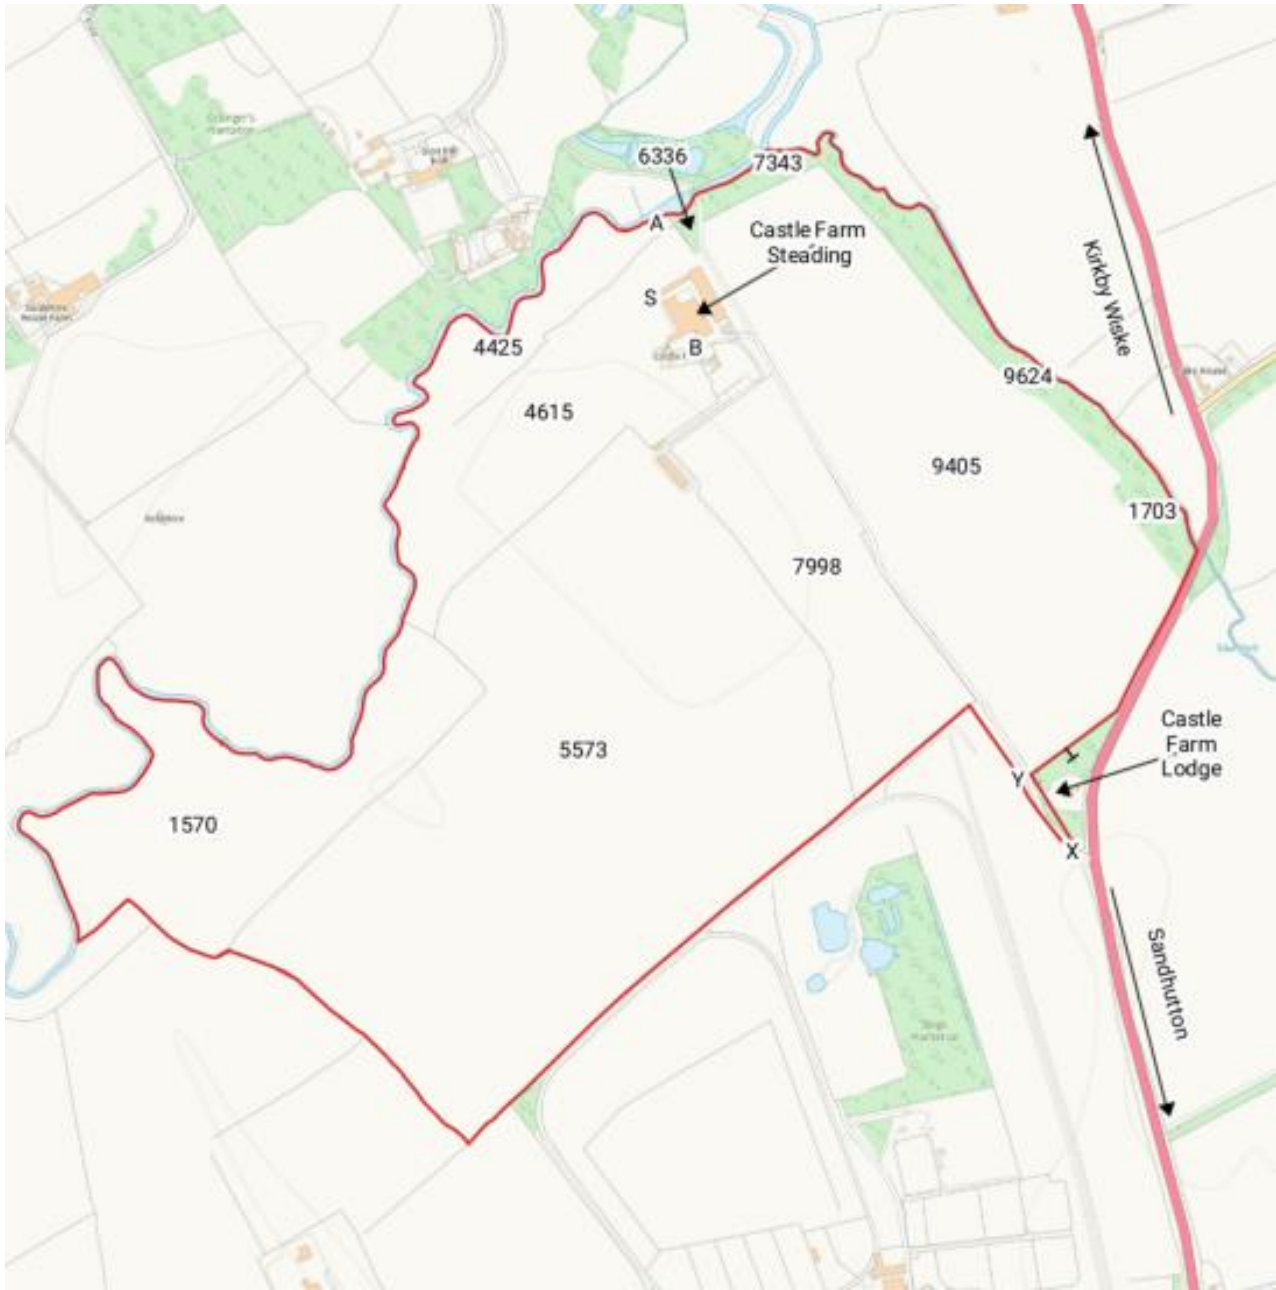 6336
7343
A
Castle Farm
Steading
Kirkby Wiske
S
4425
B
9624
4615
9405
1703
7998
Castle
Farm
Lodge
5573
Y
1570
X
Sandhutton